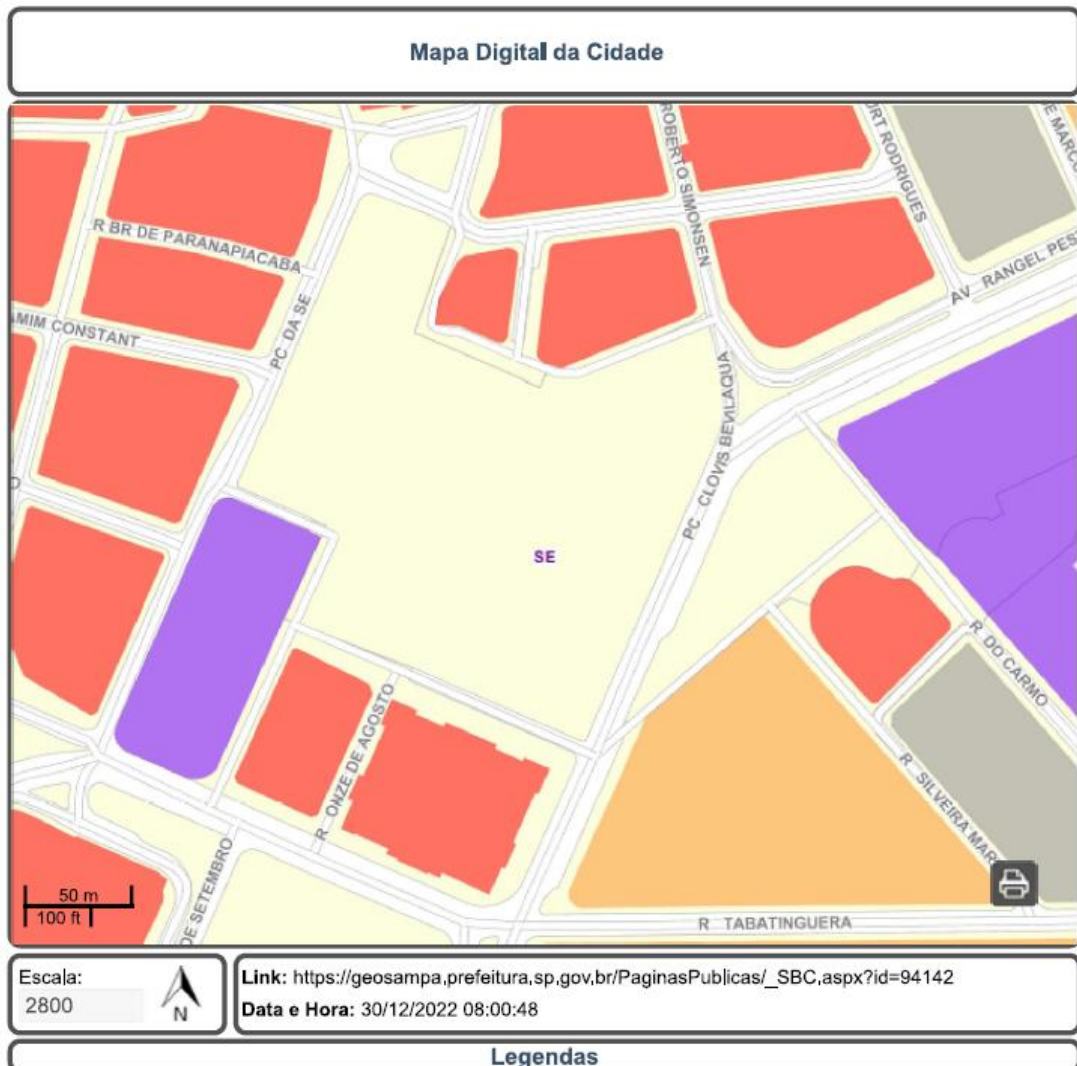 Mapa Digital da Cidade
ROBERTO SIMONSEN
URT RODRIGUES
E MARCO
R BR DE PARANAPIACABA
AV RANGEL PES
AMIM CONSTANT
PC DA SE
PC CLOVIS BEVILAQUA
SE
R DO CARMO
R ONZE DE AGOSTO
R SILVEIRA MAR
DE SETEMBRO
R TABATINGUERA
50 m
100 ft
Escala:
2800
N
Link: https://geosampa.prefeitura.sp.gov.br/PaginasPublicas/_SBC.aspx?id=94142
Data e Hora: 30/12/2022 08:00:48
Legendas